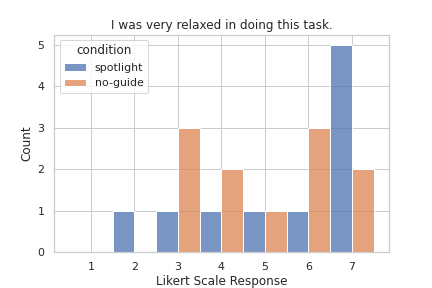 I was very relaxed in doing this task.
condition
spotlight
no-guide
5
4
3
2
1
0
Count
1 2 3 4 5 6 7
Likert Scale Response